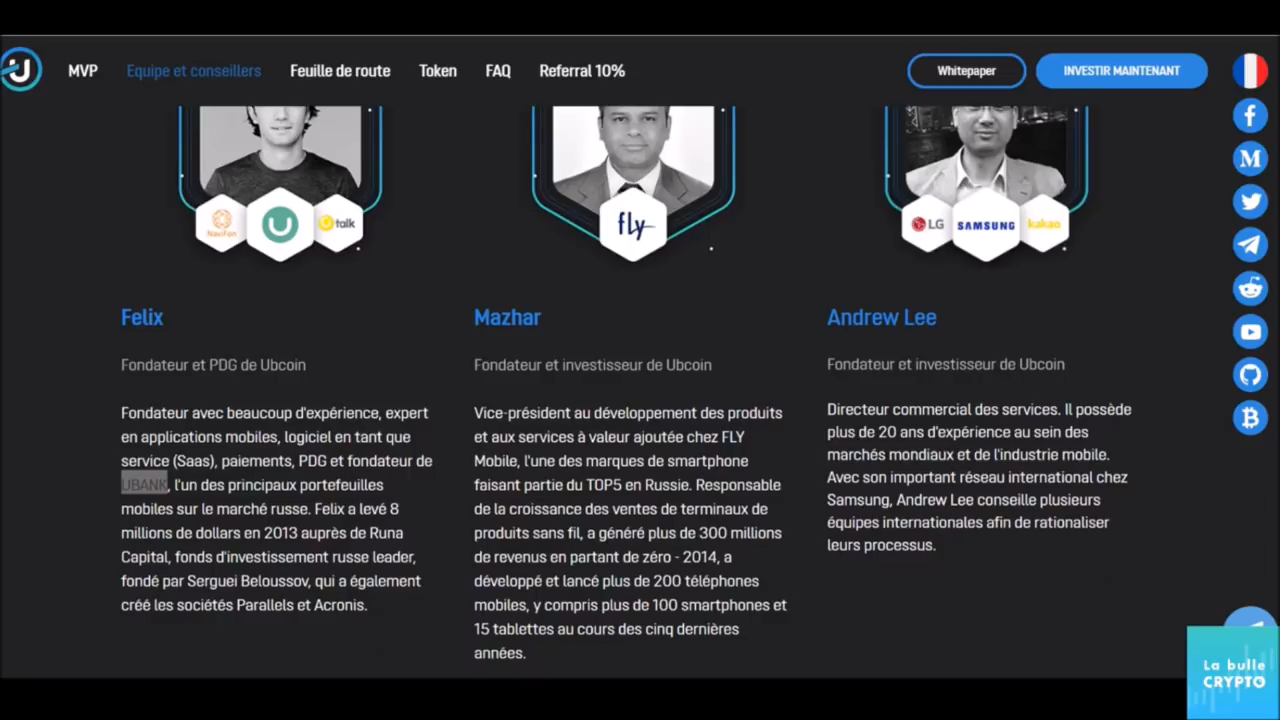 MVP
Equipe et conseillers
Feuille de route
Token
FAQ
Referral 10%
Whitepaper
INVESTIR MAINTENANT
NaviFon
talk
fly
LG
SAMSUNG
kakao
Felix
Fondateur et PDG de Ubcoin
Fondateur avec beaucoup d'expérience, expert
en applications mobiles, logiciel en tant que
service (Saas), paiements, PDG et fondateur de
UBANK, l'un des principaux portefeuilles
mobiles sur le marché russe. Felix a levé 8
millions de dollars en 2013 auprès de Runa
Capital, fonds d'investissement russe leader,
fondé par Serguei Beloussov, qui a également
créé les sociétés Parallels et Acronis.
Mazhar
Fondateur et investisseur de Ubcoin
Vice-président au développement des produits
et aux services à valeur ajoutée chez FLY
Mobile, l'une des marques de smartphone
faisant partie du TOP5 en Russie. Responsable
de la croissance des ventes de terminaux de
produits sans fil, a généré plus de 300 millions
de revenus en partant de zéro - 2014, a
développé et lancé plus de 200 téléphones
mobiles, y compris plus de 100 smartphones et
15 tablettes au cours des cinq dernières
années.
Andrew Lee
Fondateur et investisseur de Ubcoin
Directeur commercial des services. Il possède
plus de 20 ans d'expérience au sein des
marchés mondiaux et de l'industrie mobile.
Avec son important réseau international chez
Samsung, Andrew Lee conseille plusieurs
équipes internationales afin de rationaliser
leurs processus.
La bulle
CRYPTO